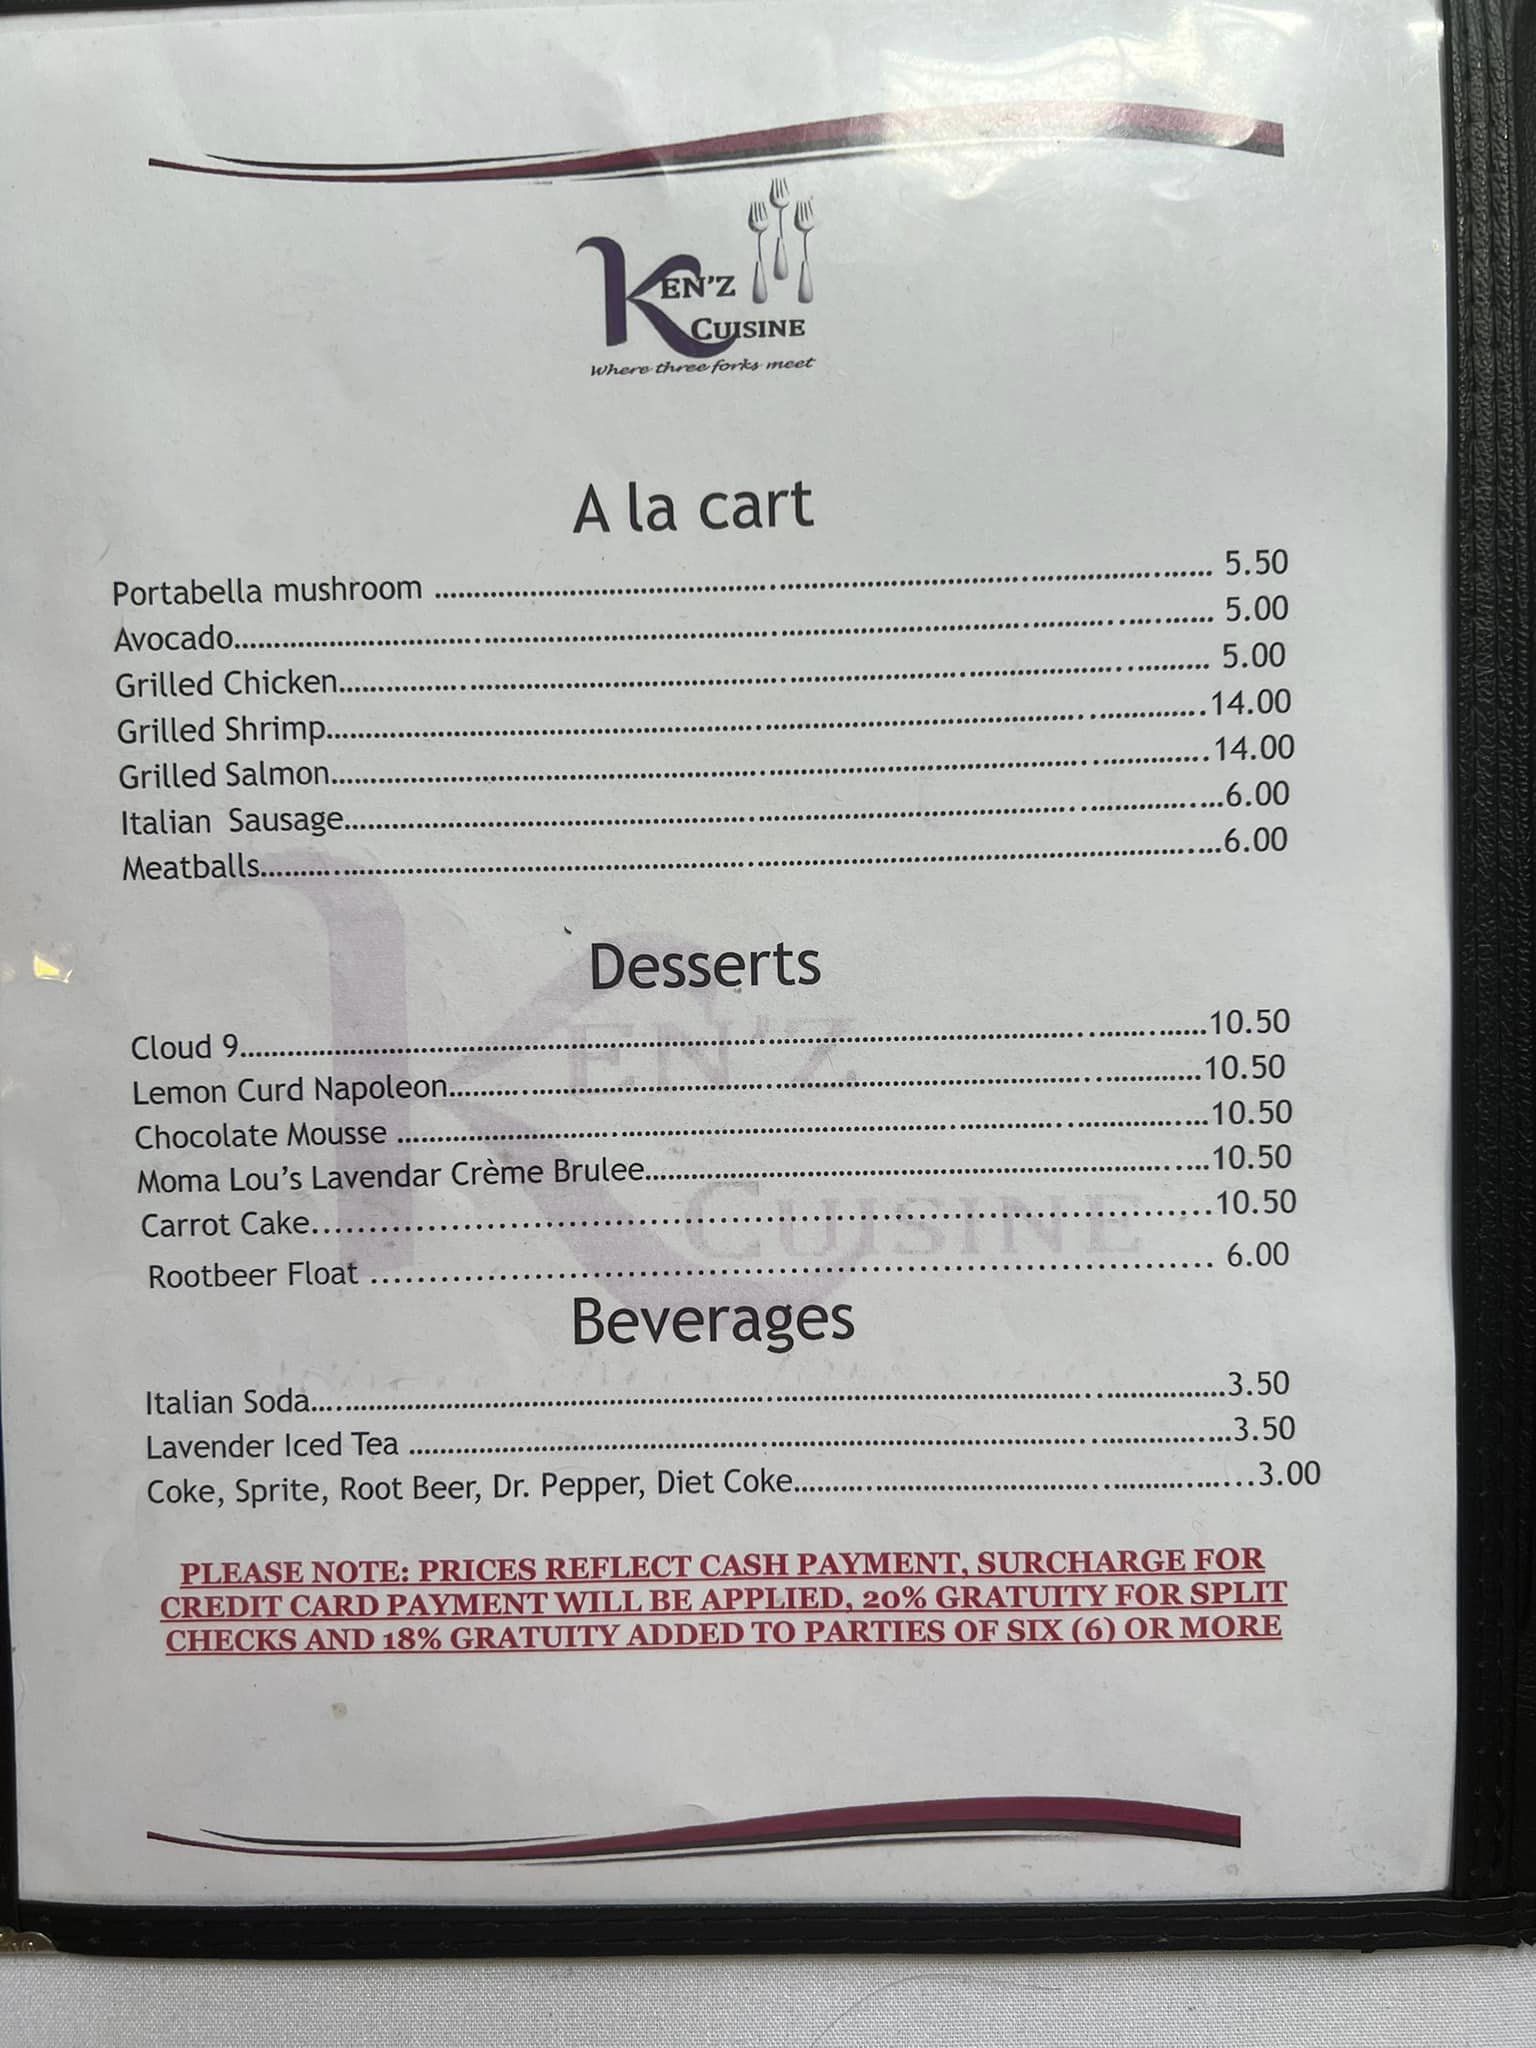 KEN'Z
CUISINE
Where three forks meet
A la cart
Portabella mushroom ........ 5.50
Avocado........ 5.00
Grilled Chicken........ 5.00
Grilled Shrimp........14.00
Grilled Salmon........14.00
Italian Sausage........6.00
Meatballs........6.00
Desserts
Cloud 9........10.50
Lemon Curd Napoleon........10.50
Chocolate Mousse ........10.50
Moma Lou's Lavendar Crème Brulee........10.50
Carrot Cake........10.50
Rootbeer Float ........ 6.00
Beverages
Italian Soda........3.50
Lavender Iced Tea ........3.50
Coke, Sprite, Root Beer, Dr. Pepper, Diet Coke........3.00
PLEASE NOTE: PRICES REFLECT CASH PAYMENT, SURCHARGE FOR
CREDIT CARD PAYMENT WILL BE APPLIED, 20% GRATUITY FOR SPLIT
CHECKS AND 18% GRATUITY ADDED TO PARTIES OF SIX (6) OR MORE
KEN'Z
CUISINE